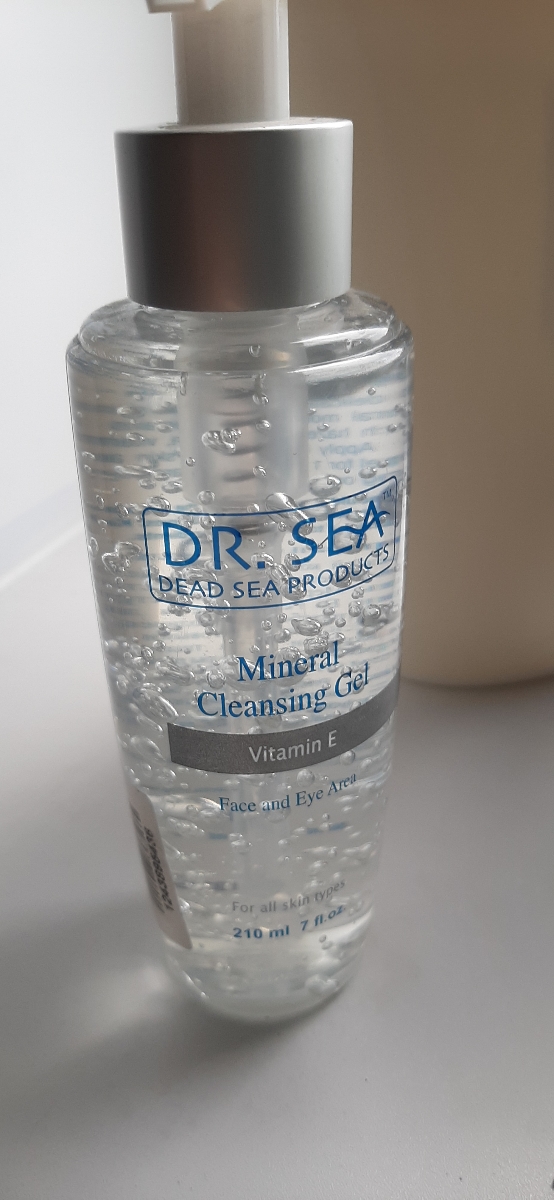 DR. SEA™
DEAD SEA PRODUCTS
Mineral
Cleansing Gel
Vitamin E
Face and Eye Area
For all skin types
210 ml 7 fl.oz.